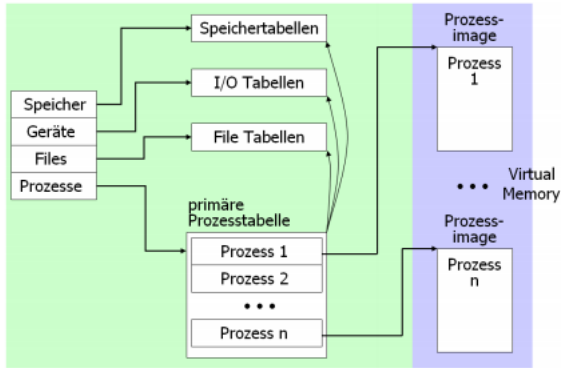 Speichertabellen
I/O Tabellen
File Tabellen
Speicher
Geräte
Files
Prozesse
primäre
Prozesstabelle
Prozess 1
Prozess 2
•••
Prozess n
Prozess-
image
Prozess
1
•••
Virtual
Memory
Prozess-
image
Prozess
n